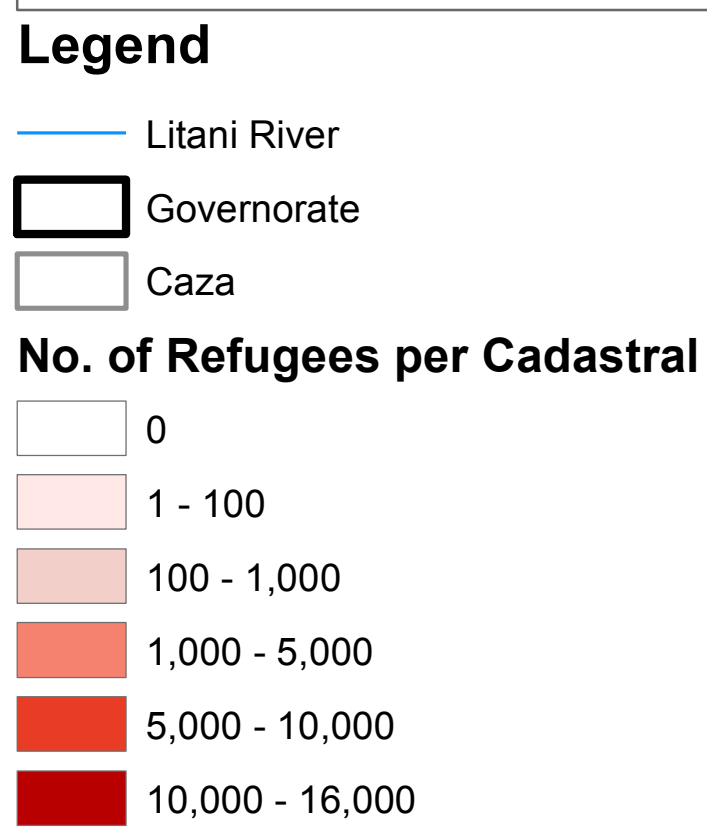 Legend
Litani River
Governorate
Caza
No. of Refugees per Cadastral
0
1 - 100
100 - 1,000
1,000 - 5,000
5,000 - 10,000
10,000 - 16,000